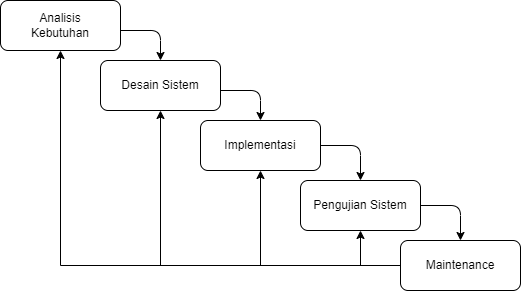 Analisis
Kebutuhan
Desain Sistem
Implementasi
Pengujian Sistem
Maintenance